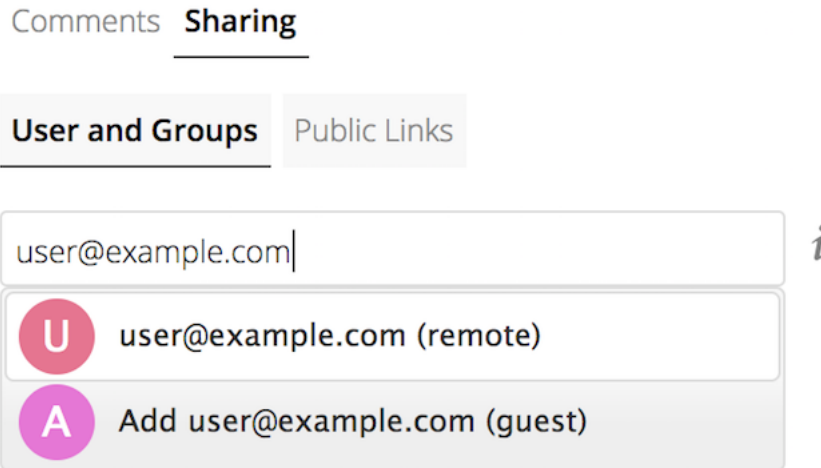 Comments Sharing
User and Groups Public Links
user@example.com
i
U user@example.com (remote)
A Add user@example.com (guest)